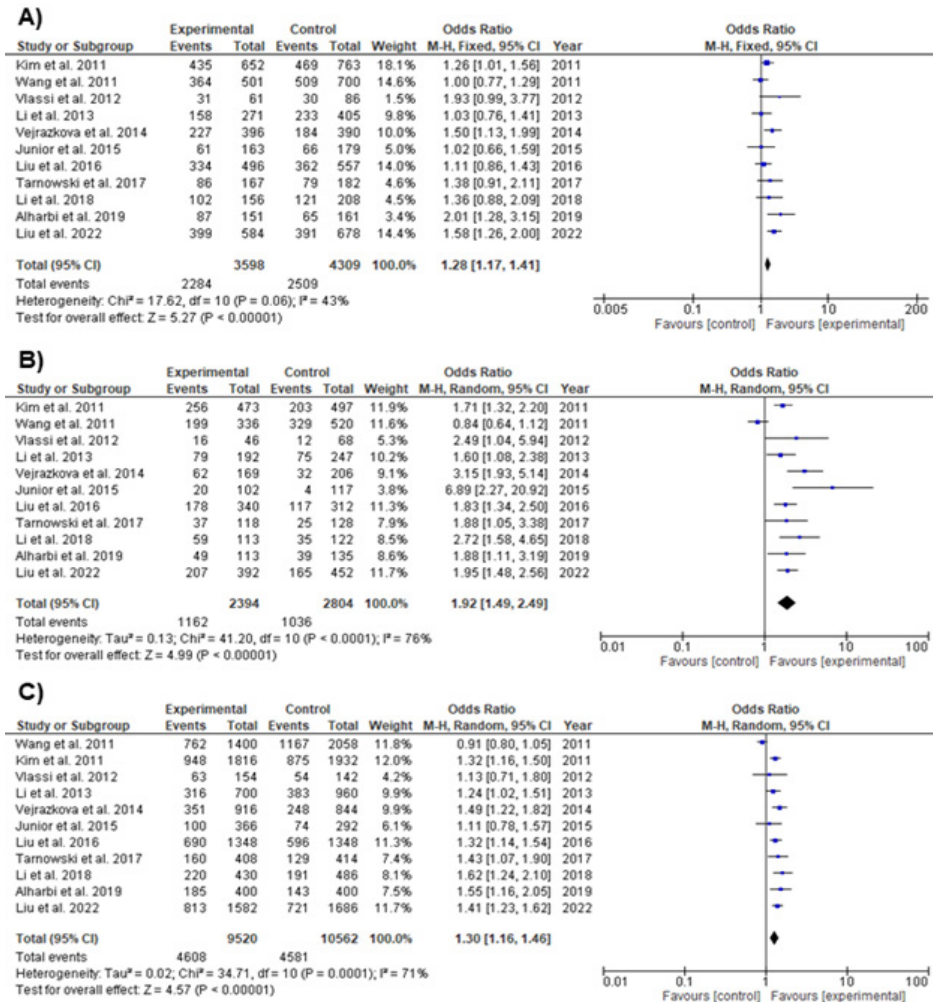 A)
Experimental Control Odds Ratio Odds Ratio
Study or Subgroup Events Total Events Total Weight M-H, Fixed, 95% CI Year M-H, Fixed, 95% CI
Kim et al. 2011 435 652 469 763 18.1% 1.26 [1.01, 1.56] 2011
Wang et al. 2011 364 501 509 700 13.9% 1.00 [0.77, 1.29] 2011
Vlassi et al. 2012 31 61 30 86 1.5% 1.93 [0.99, 3.77] 2012
Li et al. 2013 158 271 233 405 9.8% 1.03 [0.76, 1.41] 2013
Vejrazkova et al. 2014 227 396 184 390 9.2% 1.50 [1.13, 1.99] 2014
Junior et al. 2015 61 163 66 179 4.6% 1.02 [0.66, 1.59] 2015
Liu et al. 2016 334 496 362 557 13.2% 1.11 [0.86, 1.43] 2016
Tarnowski et al. 2017 86 167 79 182 4.6% 1.38 [0.91, 2.11] 2017
Li et al. 2018 102 156 121 208 4.2% 1.36 [0.88, 2.09] 2018
Alharbi et al. 2019 87 151 65 161 3.4% 2.01 [1.28, 3.15] 2019
Liu et al. 2022 399 584 391 678 14.4% 1.58 [1.26, 2.00] 2022
Total (95% CI) 3598 4309 100.0% 1.28 [1.17, 1.41]
Total events 2284 2509
Heterogeneity: Chi² = 17.62, df = 10 (P = 0.06); I² = 43%
Test for overall effect: Z = 5.27 (P < 0.00001)
0.005 0.1 1 10 200
Favours [control] Favours [experimental]
B)
Experimental Control Odds Ratio Odds Ratio
Study or Subgroup Events Total Events Total Weight M-H, Random, 95% CI Year M-H, Random, 95% CI
Kim et al. 2011 256 473 203 497 11.9% 1.71 [1.32, 2.20] 2011
Wang et al. 2011 199 336 329 520 11.6% 0.84 [0.64, 1.12] 2011
Vlassi et al. 2012 16 46 12 68 5.3% 2.49 [1.04, 5.94] 2012
Li et al. 2013 79 192 75 247 10.2% 1.60 [1.08, 2.38] 2013
Vejrazkova et al. 2014 62 169 32 206 9.1% 3.15 [1.93, 5.14] 2014
Junior et al. 2015 20 102 4 117 3.8% 6.89 [2.27, 20.92] 2015
Liu et al. 2016 178 340 117 312 11.3% 1.83 [1.34, 2.50] 2016
Tarnowski et al. 2017 37 118 25 128 7.9% 1.88 [1.05, 3.38] 2017
Li et al. 2018 59 113 35 122 8.5% 2.72 [1.58, 4.65] 2018
Alharbi et al. 2019 49 113 39 135 8.7% 1.88 [1.11, 3.19] 2019
Liu et al. 2022 207 392 165 452 11.7% 1.95 [1.48, 2.56] 2022
Total (95% CI) 2394 2804 100.0% 1.92 [1.49, 2.49]
Total events 1162 1036
Heterogeneity: Tau² = 0.13; Chi² = 41.20, df = 10 (P < 0.0001); I² = 76%
Test for overall effect: Z = 4.99 (P < 0.00001)
0.01 0.1 1 10 100
Favours [control] Favours [experimental]
C)
Experimental Control Odds Ratio Odds Ratio
Study or Subgroup Events Total Events Total Weight M-H, Random, 95% CI Year M-H, Random, 95% CI
Wang et al. 2011 762 1400 1167 2058 11.8% 0.91 [0.80, 1.05] 2011
Kim et al. 2011 948 1816 875 1932 12.0% 1.32 [1.16, 1.50] 2011
Vlassi et al. 2012 63 154 54 142 4.2% 1.13 [0.71, 1.80] 2012
Li et al. 2013 316 700 383 960 9.9% 1.24 [1.02, 1.51] 2013
Vejrazkova et al. 2014 351 916 248 844 9.9% 1.49 [1.22, 1.82] 2014
Junior et al. 2015 100 366 74 292 6.1% 1.11 [0.78, 1.57] 2015
Liu et al. 2016 690 1348 596 1348 11.3% 1.32 [1.14, 1.54] 2016
Tarnowski et al. 2017 160 408 129 414 7.4% 1.43 [1.07, 1.90] 2017
Li et al. 2018 220 430 191 486 8.1% 1.62 [1.24, 2.10] 2018
Alharbi et al. 2019 185 400 143 400 7.6% 1.55 [1.16, 2.05] 2019
Liu et al. 2022 813 1582 721 1686 11.7% 1.41 [1.23, 1.62] 2022
Total (95% CI) 9520 10562 100.0% 1.30 [1.16, 1.46]
Total events 4608 4581
Heterogeneity: Tau² = 0.02; Chi² = 34.71, df = 10 (P = 0.0001); I² = 71%
Test for overall effect: Z = 4.57 (P < 0.00001)
0.01 0.1 1 10 100
Favours [control] Favours [experimental]